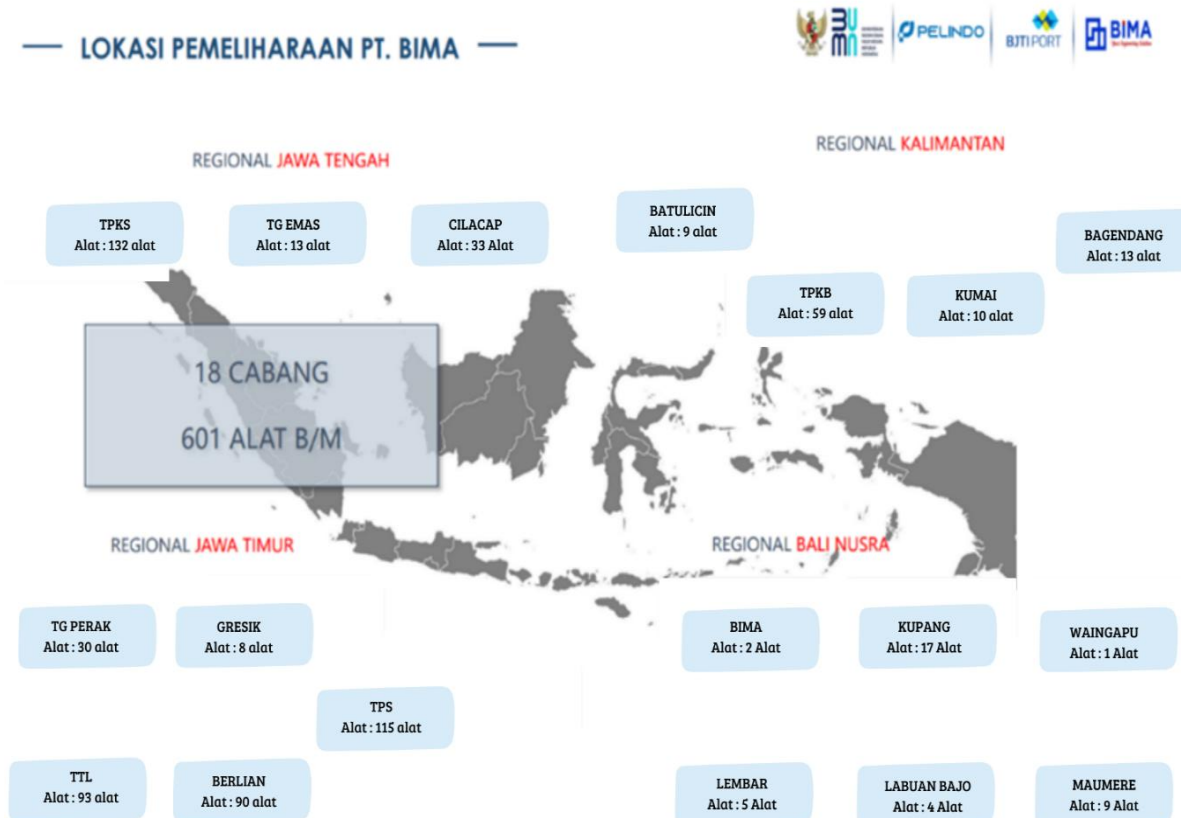 LOKASI PEMELIHARAAN PT. BIMA
BUMN
PELINDO
BJTI PORT
BIMA
REGIONAL JAWA TENGAH
TPKS
Alat : 132 alat
TG EMAS
Alat : 13 alat
CILACAP
Alat : 33 Alat
REGIONAL KALIMANTAN
BATULICIN
Alat : 9 alat
BAGENDANG
Alat : 13 alat
TPKB
Alat : 59 alat
KUMAI
Alat : 10 alat
18 CABANG
601 ALAT B/M
REGIONAL JAWA TIMUR
TG PERAK
Alat : 30 alat
GRESIK
Alat : 8 alat
TPS
Alat : 115 alat
TTL
Alat : 93 alat
BERLIAN
Alat : 90 alat
REGIONAL BALI NUSRA
BIMA
Alat : 2 Alat
KUPANG
Alat : 17 Alat
WAINGAPU
Alat : 1 Alat
LEMBAR
Alat : 5 Alat
LABUAN BAJO
Alat : 4 Alat
MAUMERE
Alat : 9 Alat